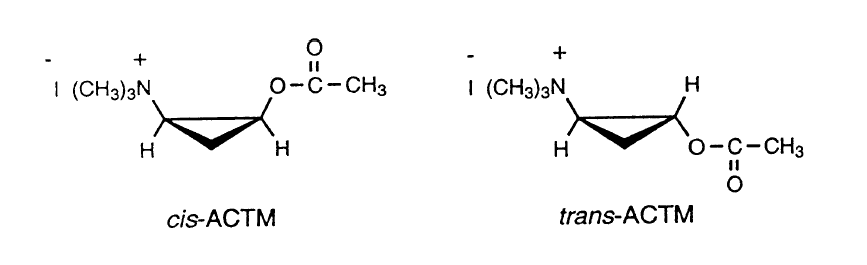 - + O
I (CH3)3N O-C-CH3
H H
cis-ACTM
- + H
I (CH3)3N
H O-C-CH3
O
trans-ACTM